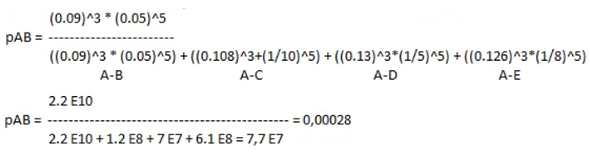 (0.09)^3 * (0.05)^5
pAB = ------------------------
((0.09)^3 * (0.05)^5) + ((0.108)^3+(1/10)^5) + ((0.13)^3*(1/5)^5) + ((0.126)^3*(1/8)^5)
A-B A-C A-D A-E
2.2 E10
pAB = ----------------------------------------------- = 0,00028
2.2 E10 + 1.2 E8 + 7 E7 + 6.1 E8 = 7,7 E7